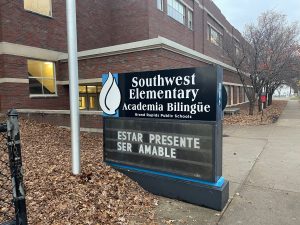 Southwest
Elementary
Academia Bilingüe
Grand Rapids Public Schools
ESTAR PRESENTE
SER AMABLE